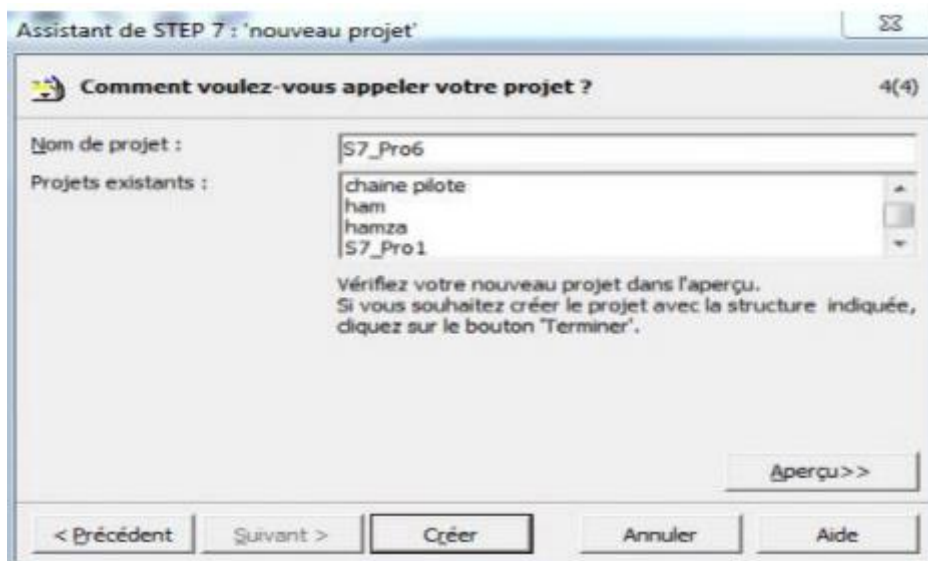 Assistant de STEP 7 : 'nouveau projet'
Comment voulez-vous appeler votre projet ? 4(4)
Nom de projet : S7_Pro6
Projets existants : chaine pilote
ham
hamza
S7_Pro1
Vérifiez votre nouveau projet dans l'aperçu.
Si vous souhaitez créer le projet avec la structure indiquée,
cliquez sur le bouton 'Terminer'.
Aperçu>>
< Précédent Suivant > Créer Annuler Aide